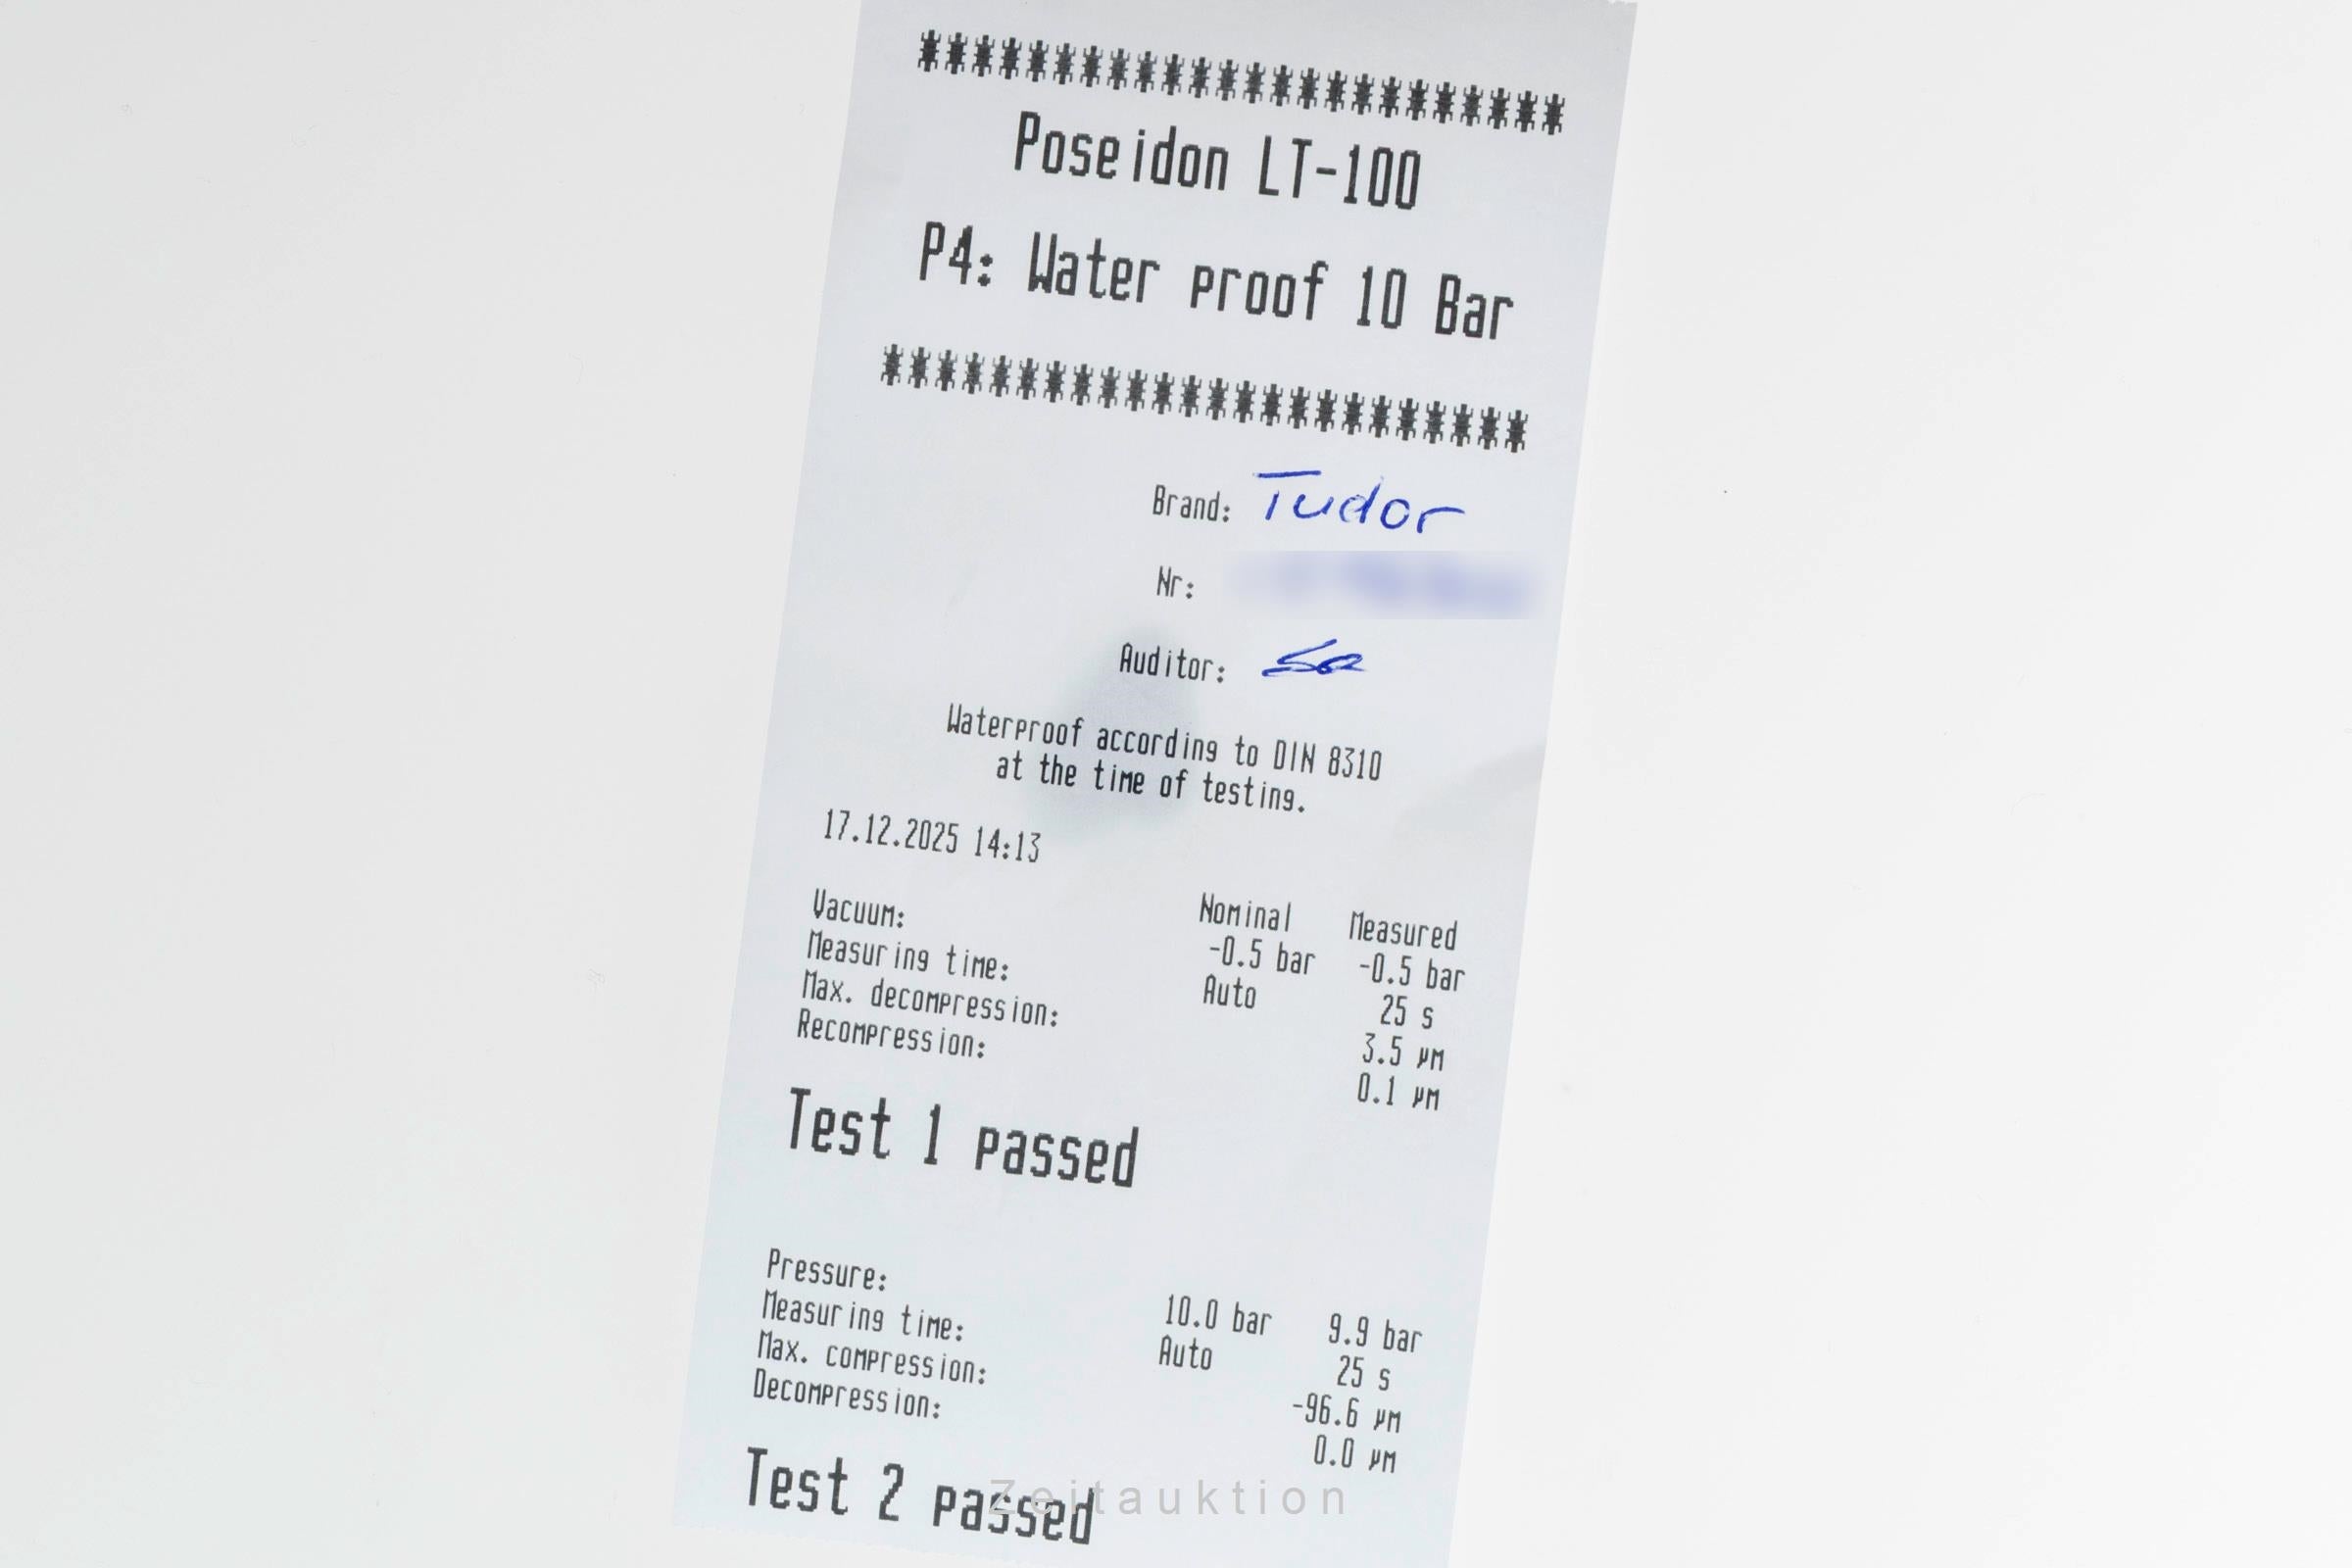 ************************
Poseidon LT-100
P4: Water proof 10 Bar
************************
Brand: Tudor
Nr:
Auditor:
Waterproof according to DIN 8310
at the time of testing.
17.12.2025 14:13
Nominal Measured
Vacuum: -0.5 bar -0.5 bar
Measuring time: Auto 25 s
Max. decompression: 3.5 µm
Recompression: 0.1 µm
Test 1 passed
Pressure: 10.0 bar 9.9 bar
Measuring time: Auto 25 s
Max. compression: -96.6 µm
Decompression: 0.0 µm
Test 2 passed
Zeitauktion